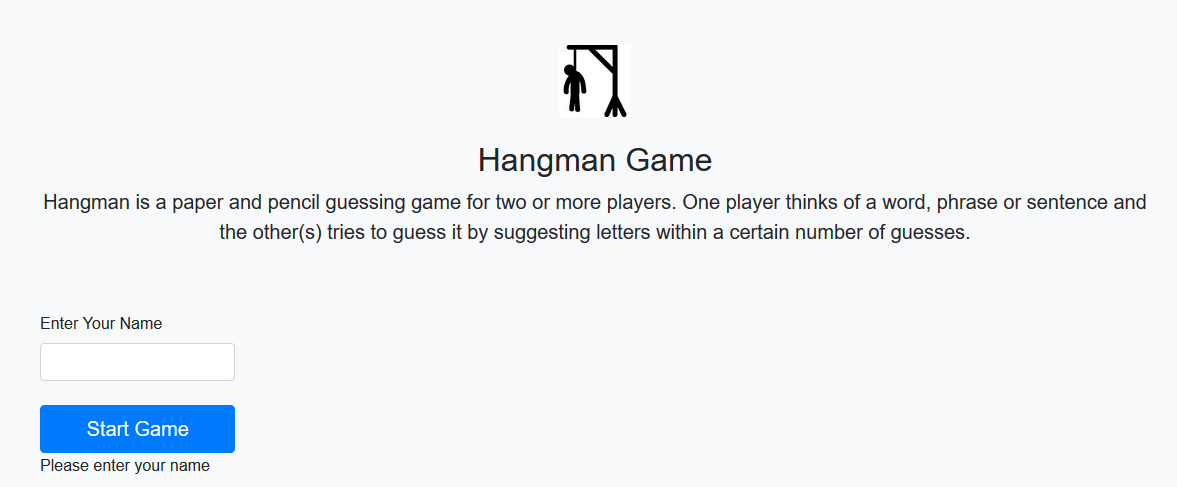 Hangman Game
Hangman is a paper and pencil guessing game for two or more players. One player thinks of a word, phrase or sentence and
the other(s) tries to guess it by suggesting letters within a certain number of guesses.
Enter Your Name
Start Game
Please enter your name